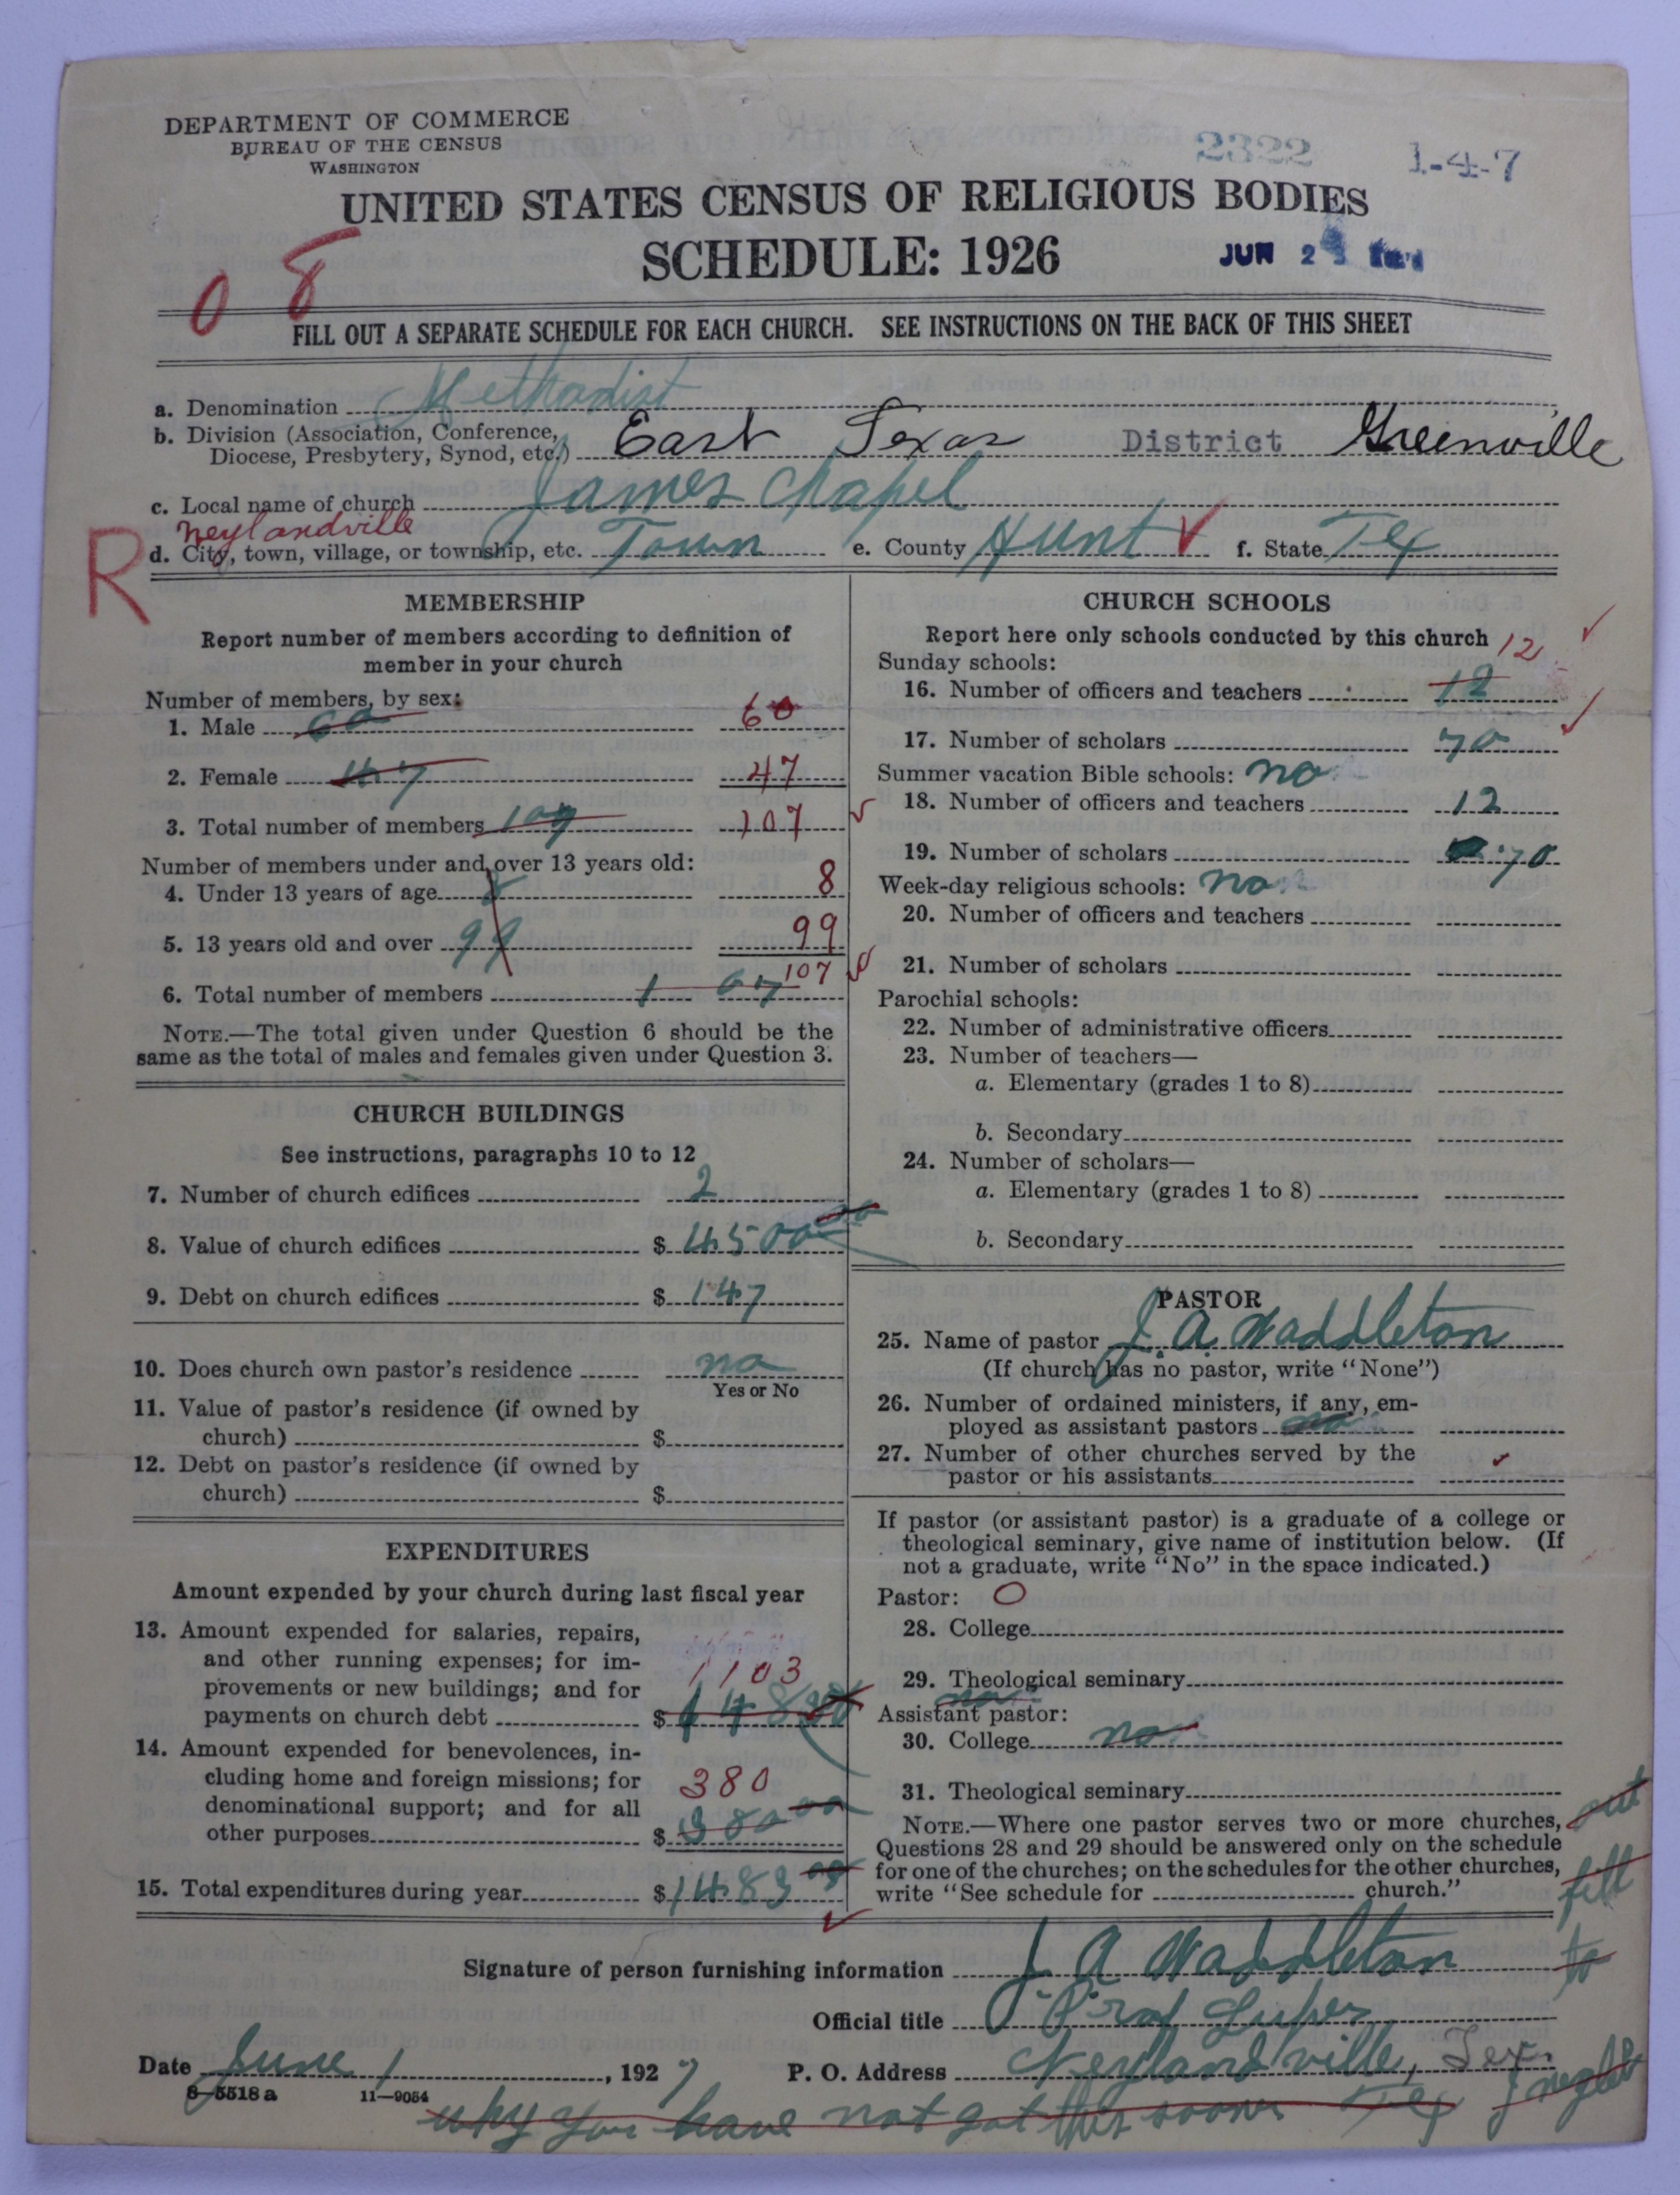 DEPARTMENT OF COMMERCE
BUREAU OF THE CENSUS
WASHINGTON
2322
1-4-7
UNITED STATES CENSUS OF RELIGIOUS BODIES
SCHEDULE: 1926
JUN 2
0 8
FILL OUT A SEPARATE SCHEDULE FOR EACH CHURCH. SEE INSTRUCTIONS ON THE BACK OF THIS SHEET
a. Denomination Methodist
b. Division (Association, Conference, Diocese, Presbytery, Synod, etc.) East Texas District Greenville
c. Local name of church James Chapel
Neylandville
R
d. City, town, village, or township, etc. Town e. County Hunt ✓ f. State Tex
MEMBERSHIP
Report number of members according to definition of
member in your church
Number of members, by sex:
1. Male 60 60
2. Female 47 47
3. Total number of members 107 107 ✓
Number of members under and over 13 years old:
4. Under 13 years of age 8 8
5. 13 years old and over 99 99
6. Total number of members 107 107 ✓
NOTE.—The total given under Question 6 should be the
same as the total of males and females given under Question 3.
CHURCH BUILDINGS
See instructions, paragraphs 10 to 12
7. Number of church edifices 2
8. Value of church edifices $ 4500 00
9. Debt on church edifices $ 147
10. Does church own pastor's residence no
Yes or No
11. Value of pastor's residence (if owned by
church) $
12. Debt on pastor's residence (if owned by
church) $
EXPENDITURES
Amount expended by your church during last fiscal year
13. Amount expended for salaries, repairs,
and other running expenses; for im-
provements or new buildings; and for 1103
payments on church debt $
14. Amount expended for benevolences, in-
cluding home and foreign missions; for 380
denominational support; and for all
other purposes $ 380 00
15. Total expenditures during year $ 1483 00
✓
CHURCH SCHOOLS
Report here only schools conducted by this church 12 ✓
Sunday schools:
16. Number of officers and teachers 12
17. Number of scholars 70 ✓
Summer vacation Bible schools: no
18. Number of officers and teachers 12
19. Number of scholars 70
Week-day religious schools: no
20. Number of officers and teachers
21. Number of scholars
Parochial schools:
22. Number of administrative officers
23. Number of teachers—
a. Elementary (grades 1 to 8)
b. Secondary
24. Number of scholars—
a. Elementary (grades 1 to 8)
b. Secondary
PASTOR
25. Name of pastor J. A. Waddleton
(If church has no pastor, write "None")
26. Number of ordained ministers, if any, em-
ployed as assistant pastors no
27. Number of other churches served by the
pastor or his assistants ✓
If pastor (or assistant pastor) is a graduate of a college or
theological seminary, give name of institution below. (If
not a graduate, write "No" in the space indicated.)
Pastor: O
28. College
29. Theological seminary
no
Assistant pastor:
30. College no
31. Theological seminary
NOTE.—Where one pastor serves two or more churches,
Questions 28 and 29 should be answered only on the schedule
for one of the churches; on the schedules for the other churches,
write "See schedule for church."
Signature of person furnishing information J A Waddleton
Official title
Date June 1, 1927 P. O. Address Neylandville, Tex.
8-5518 a 11-9054
why you have not got this sooner Tex I neglect
to
fill
out